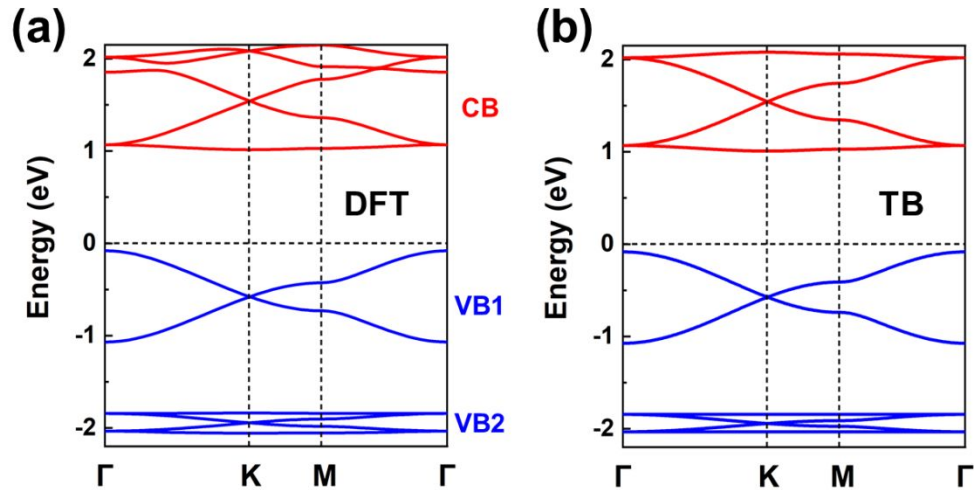 (a)
Energy (eV)
2
1
0
-1
-2
CB
DFT
VB1
VB2
Γ K M Γ
(b)
Energy (eV)
2
1
0
-1
-2
TB
Γ K M Γ